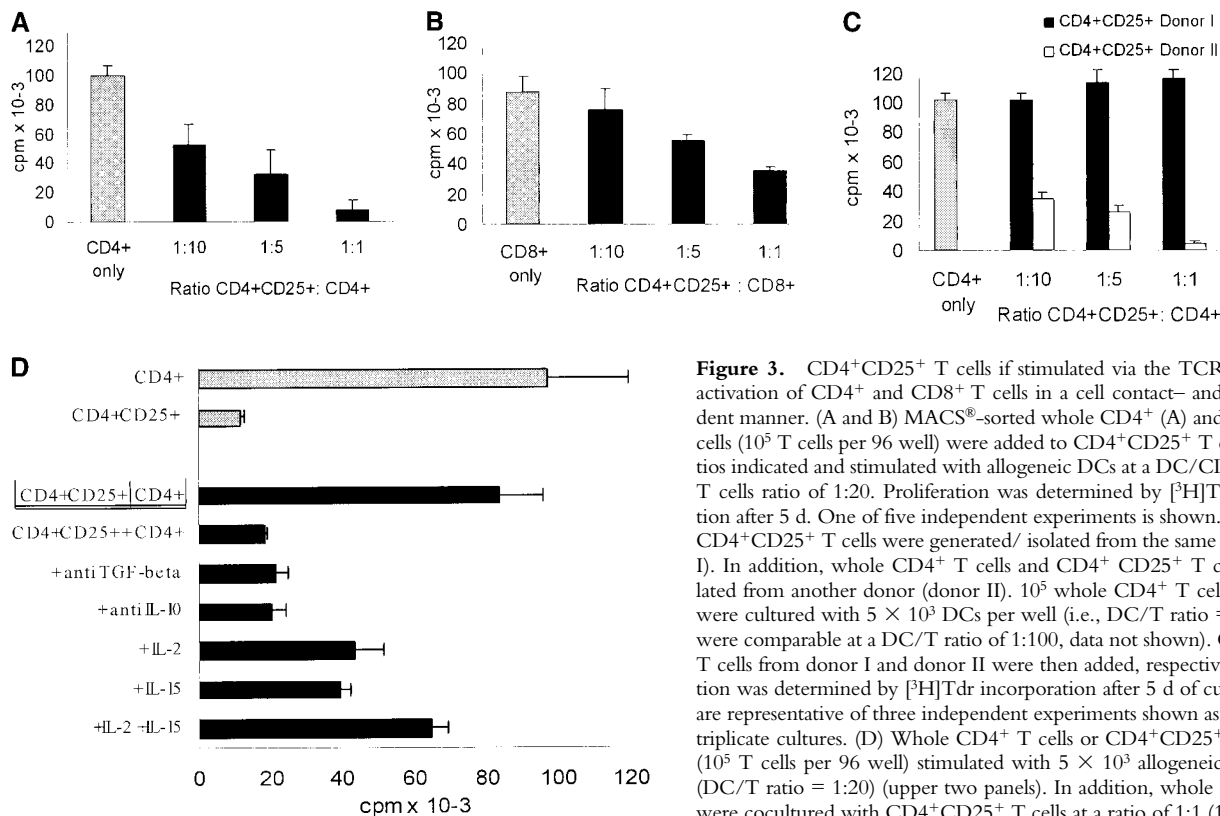 A
cpm x 10-3
120
100
80
60
40
20
0
CD4+ only
1:10
1:5
1:1
Ratio CD4+CD25+: CD4+
B
cpm x 10-3
120
100
80
60
40
20
0
CD8+ only
1:10
1:5
1:1
Ratio CD4+CD25+ : CD8+
C
CD4+CD25+ Donor I
CD4+CD25+ Donor II
cpm x 10-3
120
100
80
60
40
20
0
CD4+ only
1:10
1:5
1:1
Ratio CD4+CD25+: CD4+
D
CD4+
CD4+CD25+
CD4+CD25+ CD4+
CD4+CD25++CD4+
+antiTGF-beta
+antiIL-10
+IL-2
+IL-15
+IL-2 +IL-15
0 20 40 60 80 100 120
cpm x 10-3
Figure 3. CD4+CD25+ T cells if stimulated via the TCR
activation of CD4+ and CD8+ T cells in a cell contact– and
dent manner. (A and B) MACS®-sorted whole CD4+ (A) and
cells (10⁵ T cells per 96 well) were added to CD4+CD25+ T c
tios indicated and stimulated with allogeneic DCs at a DC/CD
T cells ratio of 1:20. Proliferation was determined by [³H]T
tion after 5 d. One of five independent experiments is shown.
CD4+CD25+ T cells were generated/ isolated from the same
I). In addition, whole CD4+ T cells and CD4+ CD25+ T c
lated from another donor (donor II). 10⁵ whole CD4+ T cel
were cultured with 5 × 10³ DCs per well (i.e., DC/T ratio =
were comparable at a DC/T ratio of 1:100, data not shown). C
T cells from donor I and donor II were then added, respectiv
tion was determined by [³H]Tdr incorporation after 5 d of cu
are representative of three independent experiments shown as
triplicate cultures. (D) Whole CD4+ T cells or CD4+CD25+
(10⁵ T cells per 96 well) stimulated with 5 × 10³ allogeneic
(DC/T ratio = 1:20) (upper two panels). In addition, whole
were cocultured with CD4+CD25+ T cells at a ratio of 1:1 (1